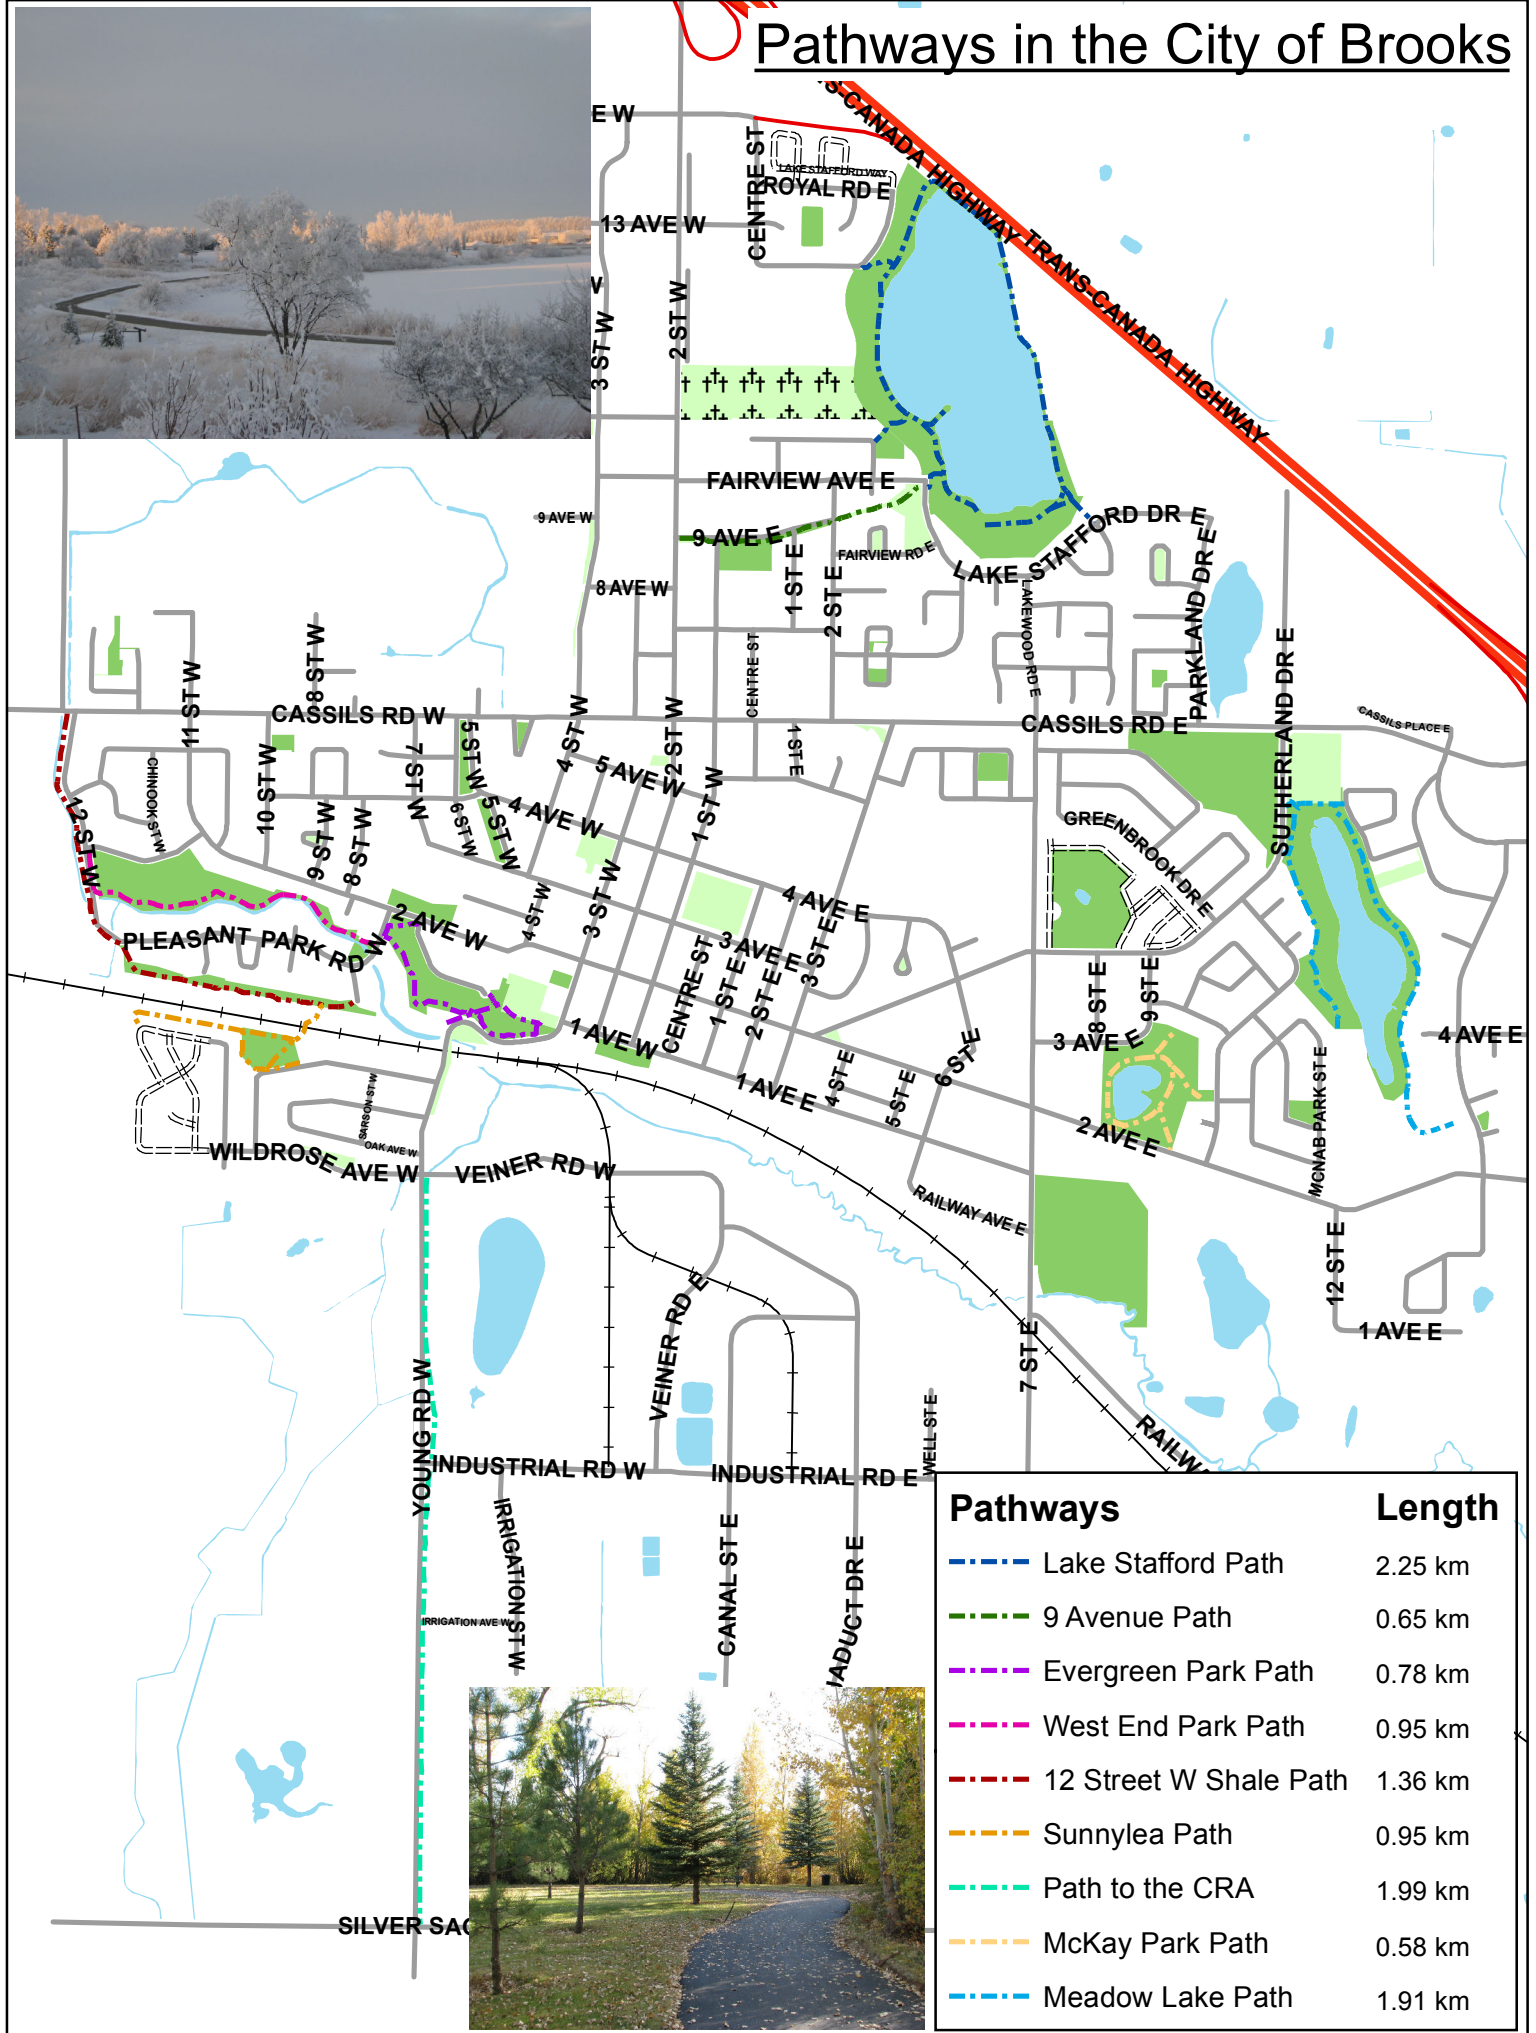 Pathways in the City of Brooks
TRANS-CANADA HIGHWAY
TRANS-CANADA HIGHWAY
E W
CENTRE ST
LAKE STAFFORD WAY
ROYAL RD E
13 AVE W
3 ST W
2 ST W
FAIRVIEW AVE E
9 AVE W
9 AVE E
FAIRVIEW RD E
1 ST E
2 ST E
8 AVE W
LAKE STAFFORD DR E
LAKEWOOD RD E
PARKLAND DR E
SUTHERLAND DR E
CENTRE ST
11 ST W
8 ST W
CASSILS RD W
CASSILS RD E
CASSILS PLACE E
5 ST W
4 ST W
2 ST W
1 ST E
7 ST W
10 ST W
CHINOOK ST W
12 ST W
9 ST W
8 ST W
6 ST W
5 ST W
4 AVE W
5 AVE W
1 ST W
GREENBROOK DR E
4 ST W
3 ST W
2 AVE W
PLEASANT PARK RD W
4 AVE E
3 AVE E
3 ST E
CENTRE ST
1 ST E
2 ST E
8 ST E
9 ST E
3 AVE E
1 AVE W
1 AVE E
4 ST E
5 ST E
6 ST E
2 AVE E
4 AVE E
MCNAB PARK ST E
SARSON ST W
OAK AVE W
WILDROSE AVE W
VEINER RD W
RAILWAY AVE E
12 ST E
1 AVE E
7 ST E
VEINER RD E
YOUNG RD W
INDUSTRIAL RD W
INDUSTRIAL RD E
WELL ST E
RAILWA
IRRIGATION ST W
IRRIGATION AVE W
CANAL ST E
IADUCT DR E
SILVER SAG
Pathways Length
Lake Stafford Path 2.25 km
9 Avenue Path 0.65 km
Evergreen Park Path 0.78 km
West End Park Path 0.95 km
12 Street W Shale Path 1.36 km
Sunnylea Path 0.95 km
Path to the CRA 1.99 km
McKay Park Path 0.58 km
Meadow Lake Path 1.91 km